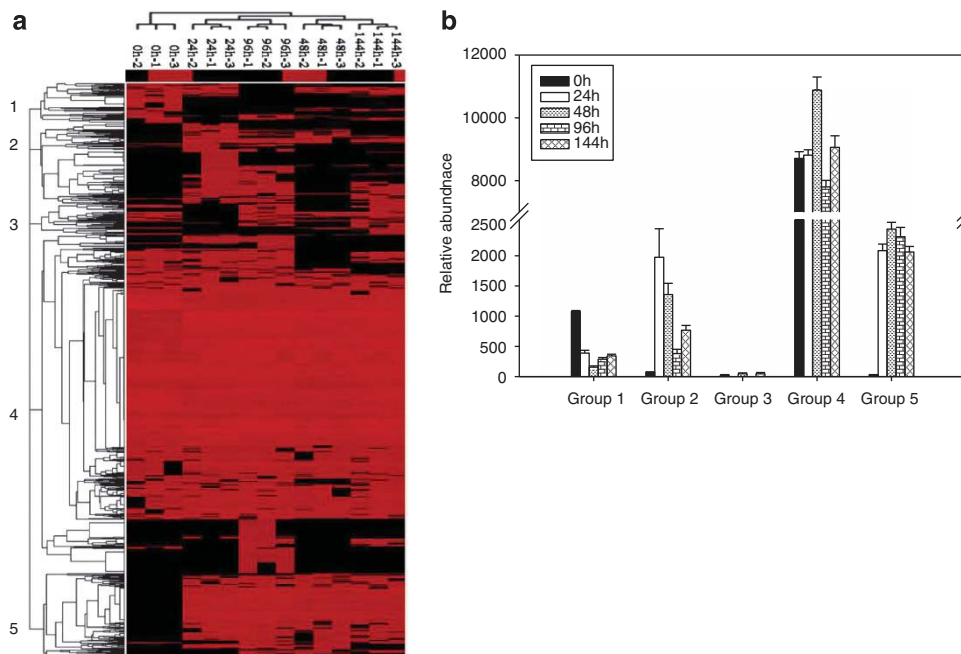 a
0h-2
0h-1
0h-3
24h-2
24h-1
24h-3
96h-1
96h-2
96h-3
48h-2
48h-1
48h-3
144h-2
144h-1
144h-3
1
2
3
4
5
b
Relative abundnace
12000
10000
8000
2500
2000
1500
1000
500
0
0h
24h
48h
96h
144h
Group 1 Group 2 Group 3 Group 4 Group 5